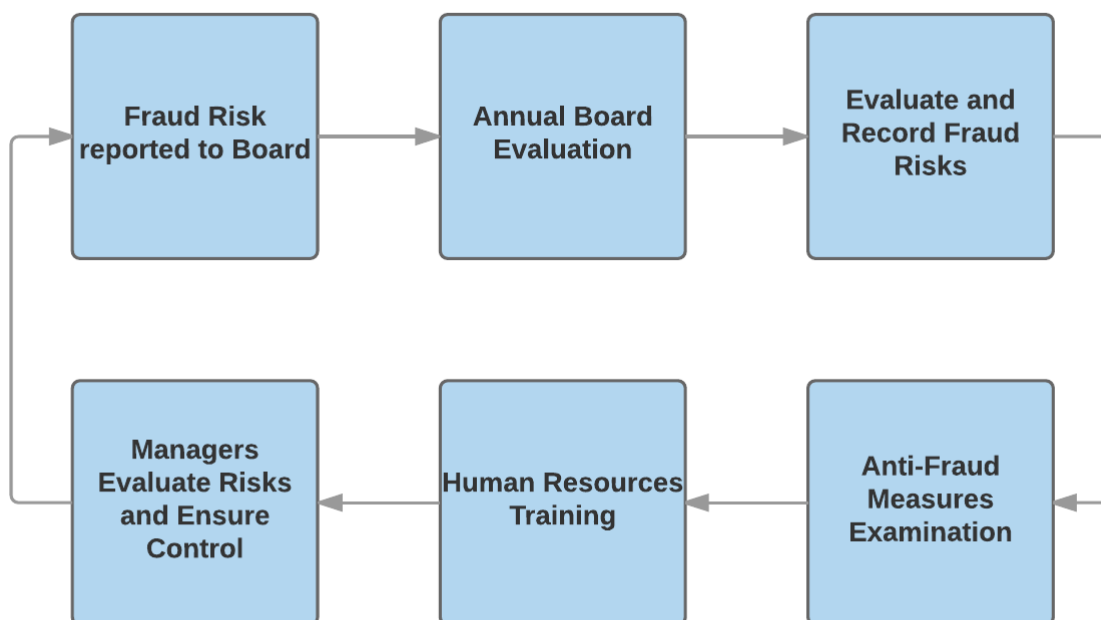 Fraud Risk
reported to Board
Annual Board
Evaluation
Evaluate and
Record Fraud
Risks
Managers
Evaluate Risks
and Ensure
Control
Human Resources
Training
Anti-Fraud
Measures
Examination